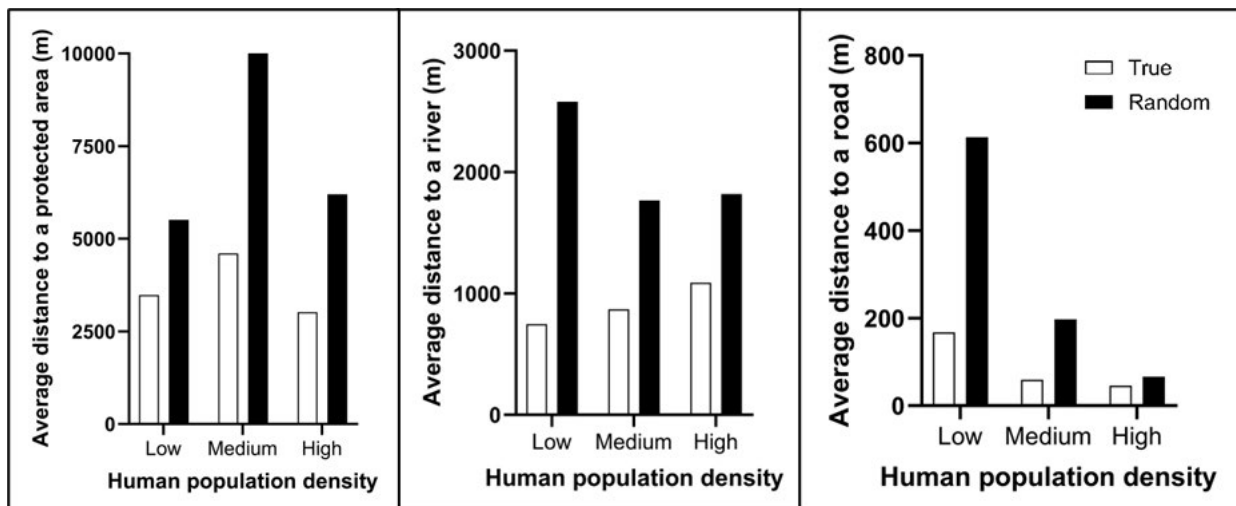 Average distance to a protected area (m)
10000
7500
5000
2500
0
Low Medium High
Human population density
Average distance to a river (m)
3000
2000
1000
0
Low Medium High
Human population density
Average distance to a road (m)
800
600
400
200
0
True
Random
Low Medium High
Human population density